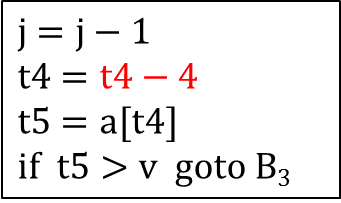 j = j − 1
t4 = t4 − 4
t5 = a[t4]
if t5 > v goto B₃